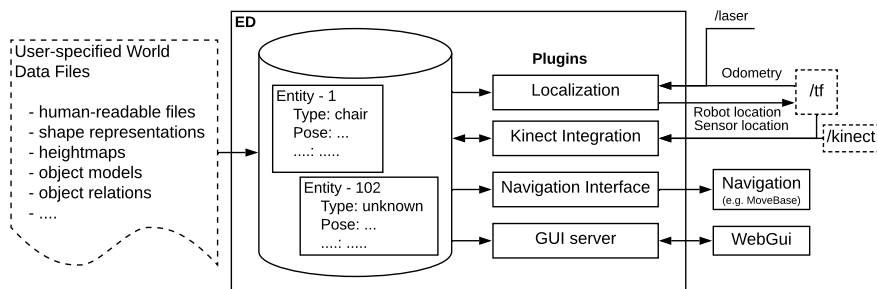 ED
User-specified World
Data Files
- human-readable files
- shape representations
- heightmaps
- object models
- object relations
- ....
Entity - 1
Type: chair
Pose: ...
....: .....
Entity - 102
Type: unknown
Pose: ...
....: .....
Plugins
Localization
Kinect Integration
Navigation Interface
GUI server
/laser
Odometry
/tf
Robot location
Sensor location
/kinect
Navigation
(e.g. MoveBase)
WebGui